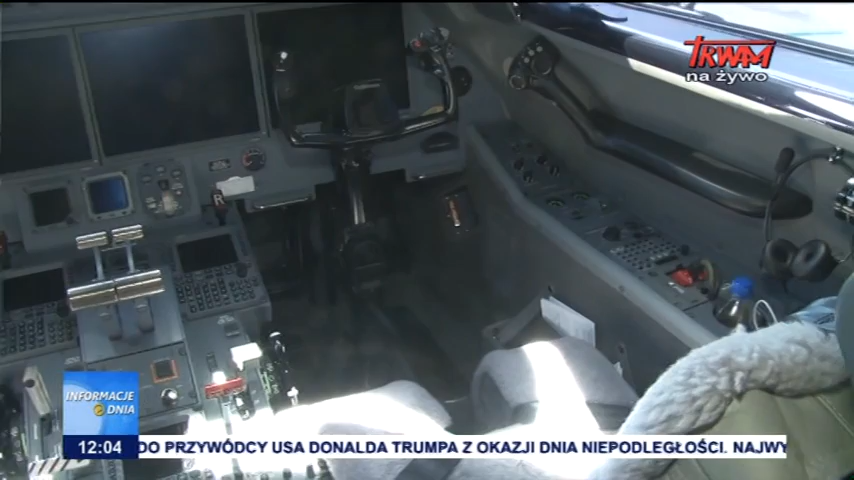 TRWAM
na żywo
R
INFORMACJE
DNIA
12:04
DO PRZYWÓDCY USA DONALDA TRUMPA Z OKAZJI DNIA NIEPODLEGŁOŚCI. NAJWY